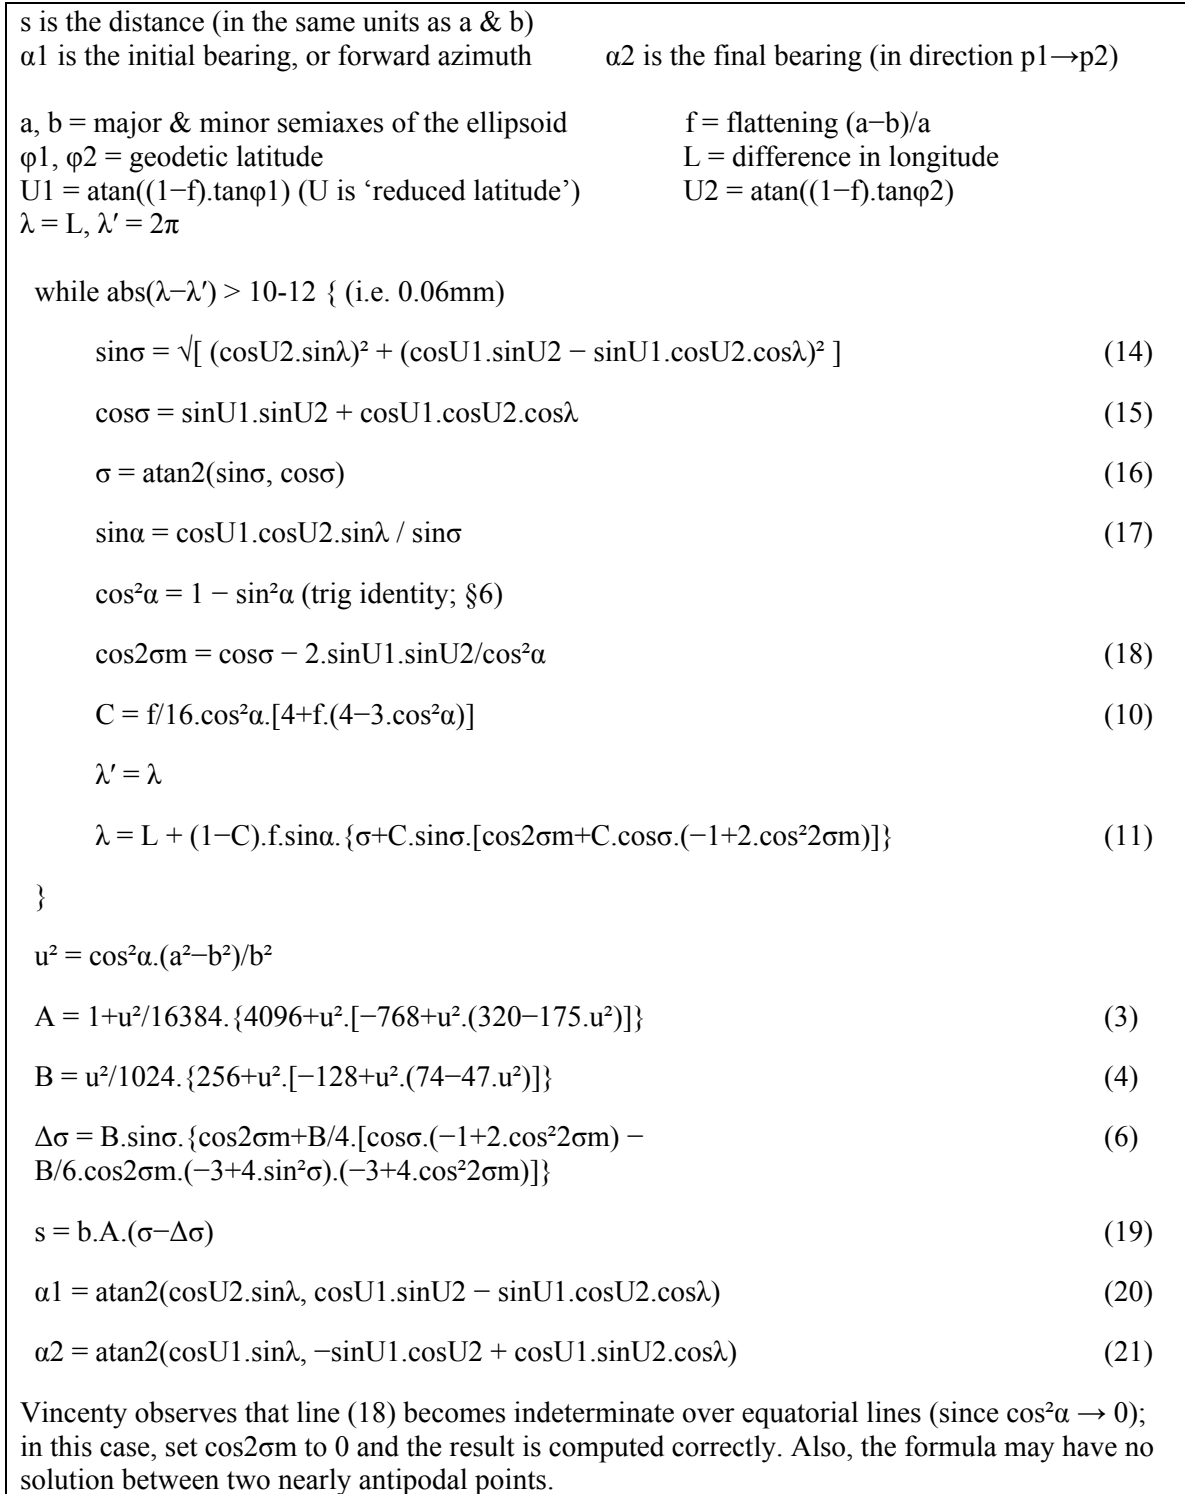 s is the distance (in the same units as a & b)
α1 is the initial bearing, or forward azimuth α2 is the final bearing (in direction p1→p2)
a, b = major & minor semiaxes of the ellipsoid f = flattening (a−b)/a
φ1, φ2 = geodetic latitude L = difference in longitude
U1 = atan((1−f).tanφ1) (U is ‘reduced latitude’) U2 = atan((1−f).tanφ2)
λ = L, λ′ = 2π
while abs(λ−λ′) > 10-12 { (i.e. 0.06mm)
sinσ = √[ (cosU2.sinλ)² + (cosU1.sinU2 − sinU1.cosU2.cosλ)² ] (14)
cosσ = sinU1.sinU2 + cosU1.cosU2.cosλ (15)
σ = atan2(sinσ, cosσ) (16)
sinα = cosU1.cosU2.sinλ / sinσ (17)
cos²α = 1 − sin²α (trig identity; §6)
cos2σm = cosσ − 2.sinU1.sinU2/cos²α (18)
C = f/16.cos²α.[4+f.(4−3.cos²α)] (10)
λ′ = λ
λ = L + (1−C).f.sinα.{σ+C.sinσ.[cos2σm+C.cosσ.(−1+2.cos²2σm)]} (11)
}
u² = cos²α.(a²−b²)/b²
A = 1+u²/16384.{4096+u².[−768+u².(320−175.u²)]} (3)
B = u²/1024.{256+u².[−128+u².(74−47.u²)]} (4)
Δσ = B.sinσ.{cos2σm+B/4.[cosσ.(−1+2.cos²2σm) − (6)
B/6.cos2σm.(−3+4.sin²σ).(−3+4.cos²2σm)]}
s = b.A.(σ−Δσ) (19)
α1 = atan2(cosU2.sinλ, cosU1.sinU2 − sinU1.cosU2.cosλ) (20)
α2 = atan2(cosU1.sinλ, −sinU1.cosU2 + cosU1.sinU2.cosλ) (21)
Vincenty observes that line (18) becomes indeterminate over equatorial lines (since cos²α → 0);
in this case, set cos2σm to 0 and the result is computed correctly. Also, the formula may have no
solution between two nearly antipodal points.